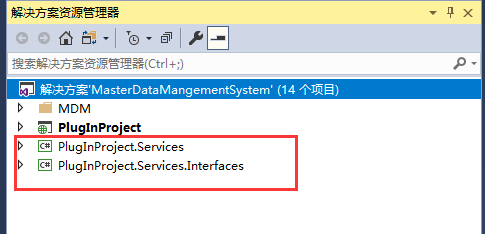 解决方案资源管理器
搜索解决方案资源管理器(Ctrl+;)
解决方案'MasterDataMangementSystem' (14 个项目)
MDM
PlugInProject
C# PlugInProject.Services
C# PlugInProject.Services.Interfaces